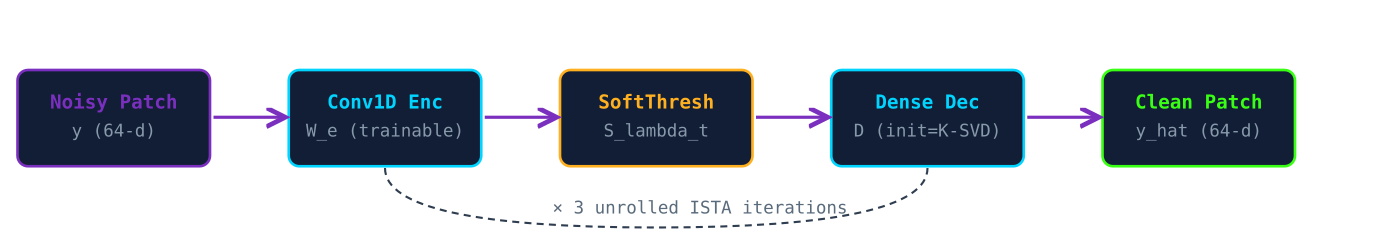 Noisy Patch
y (64-d)
Conv1D Enc
W_e (trainable)
SoftThresh
S_lambda_t
Dense Dec
D (init=K-SVD)
Clean Patch
y_hat (64-d)
× 3 unrolled ISTA iterations